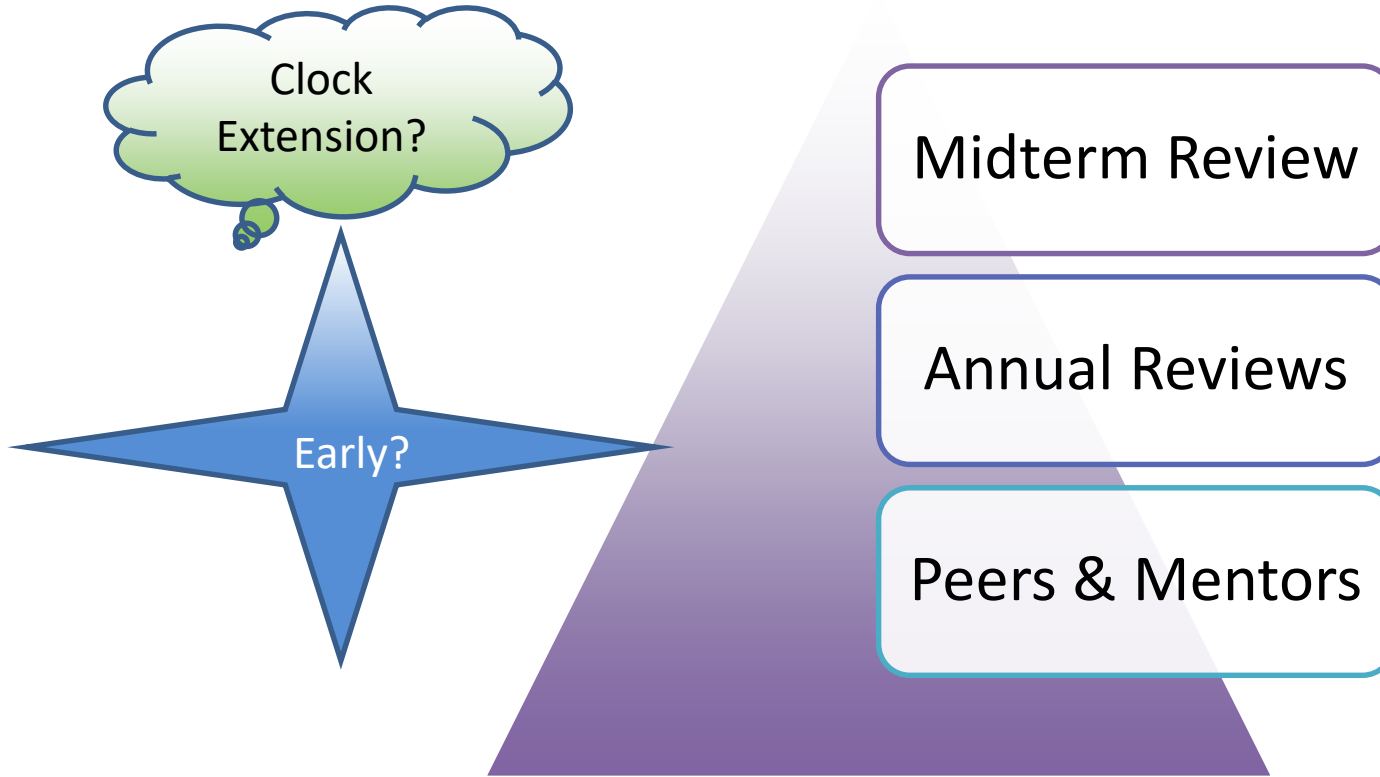 Clock
Extension?
Early?
Midterm Review
Annual Reviews
Peers & Mentors